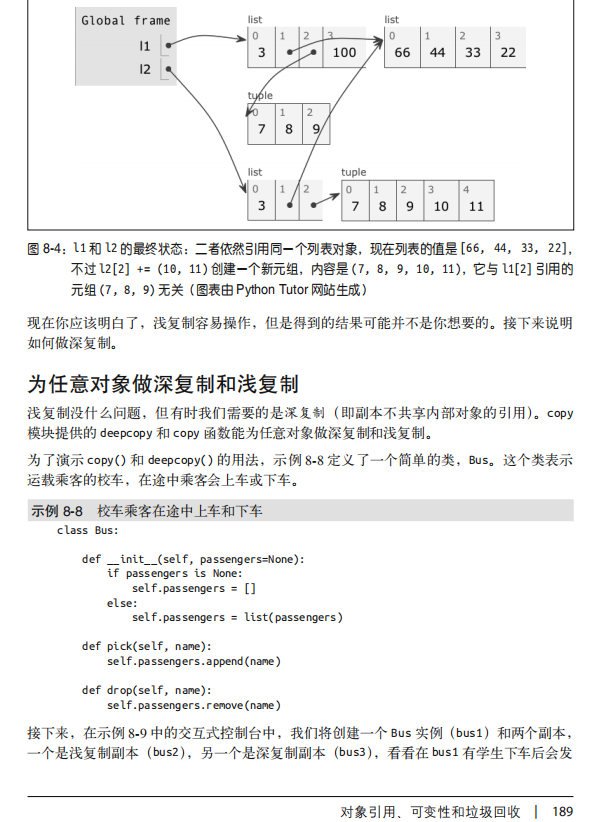 Global frame
l1
l2
list
0 1 2 3
3 100
list
0 1 2 3
66 44 33 22
tuple
0 1 2
7 8 9
list
0 1 2
3
tuple
0 1 2 3 4
7 8 9 10 11
图 8-4：l1 和 l2 的最终状态：二者依然引用同一个列表对象，现在列表的值是 [66, 44, 33, 22]，
不过 l2[2] += (10, 11) 创建一个新元组，内容是 (7, 8, 9, 10, 11)，它与 l1[2] 引用的
元组 (7, 8, 9) 无关（图表由 Python Tutor 网站生成）
现在你应该明白了，浅复制容易操作，但是得到的结果可能并不是你想要的。接下来说明
如何做深复制。
为任意对象做深复制和浅复制
浅复制没什么问题，但有时我们需要的是深复制（即副本不共享内部对象的引用）。copy
模块提供的 deepcopy 和 copy 函数能为任意对象做深复制和浅复制。
为了演示 copy() 和 deepcopy() 的用法，示例 8-8 定义了一个简单的类，Bus。这个类表示
运载乘客的校车，在途中乘客会上车或下车。
示例 8-8 校车乘客在途中上车和下车
class Bus:
def __init__(self, passengers=None):
if passengers is None:
self.passengers = []
else:
self.passengers = list(passengers)
def pick(self, name):
self.passengers.append(name)
def drop(self, name):
self.passengers.remove(name)
接下来，在示例 8-9 中的交互式控制台中，我们将创建一个 Bus 实例（bus1）和两个副本，
一个是浅复制副本（bus2），另一个是深复制副本（bus3），看看在 bus1 有学生下车后会发
对象引用、可变性和垃圾回收 | 189